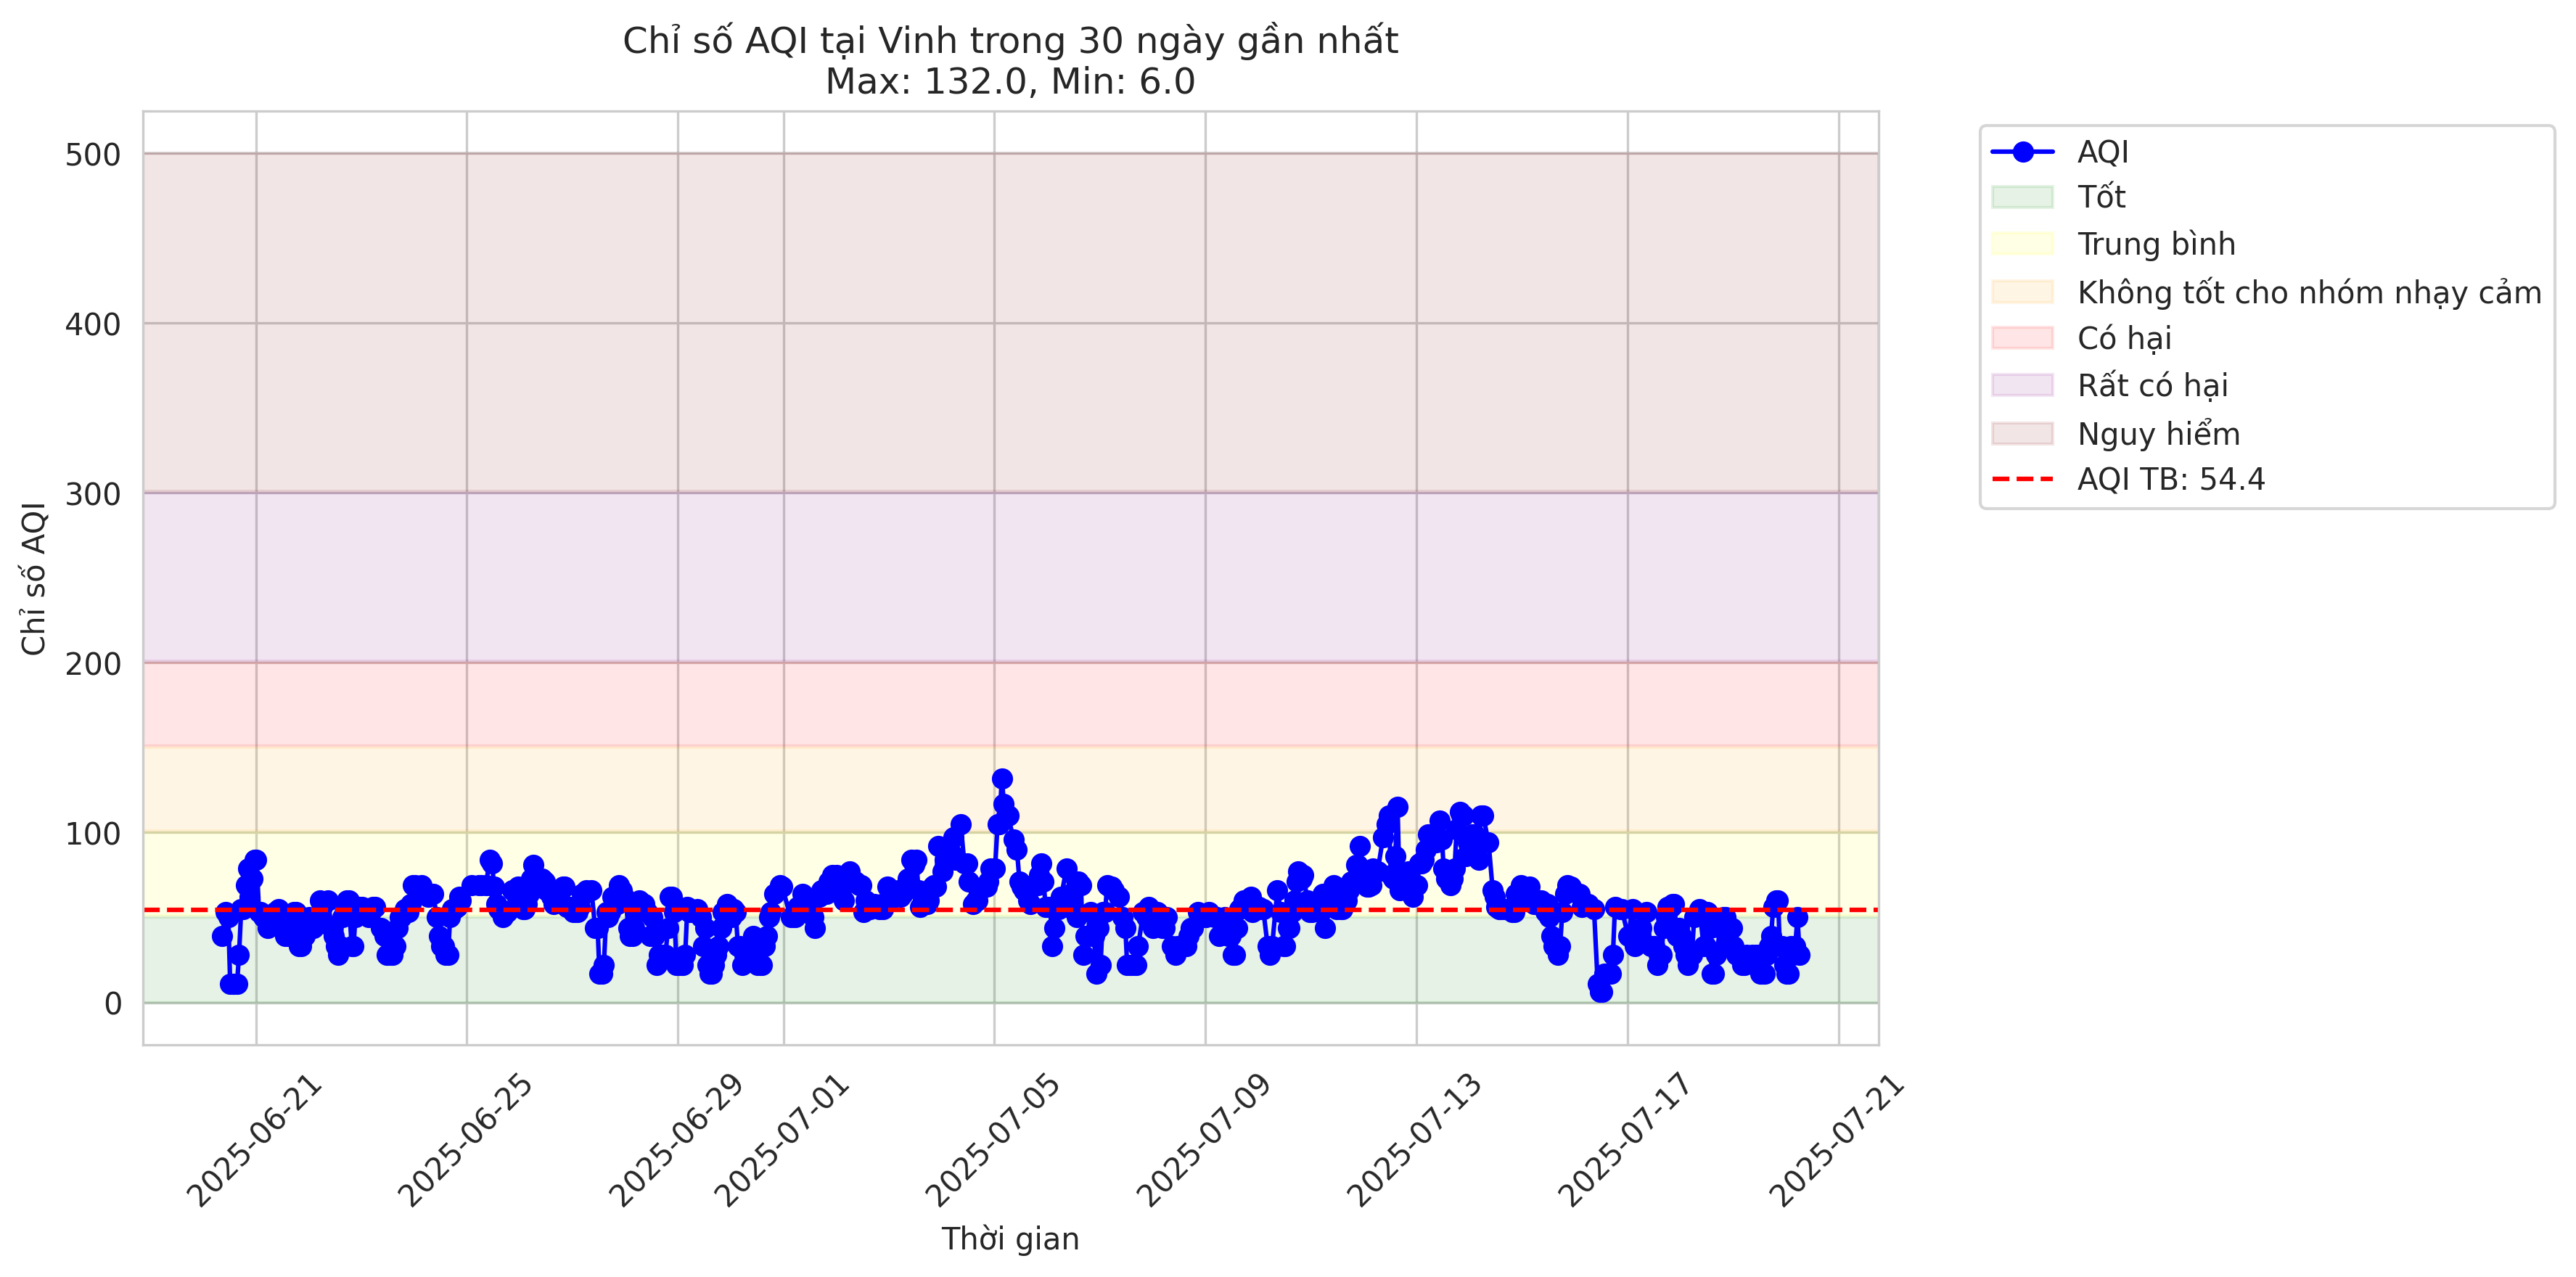 Chỉ số AQI tại Vinh trong 30 ngày gần nhất
Max: 132.0, Min: 6.0
Chỉ số AQI
500
400
300
200
100
0
2025-06-21
2025-06-25
2025-06-29
2025-07-01
2025-07-05
2025-07-09
2025-07-13
2025-07-17
2025-07-21
Thời gian
AQI
Tốt
Trung bình
Không tốt cho nhóm nhạy cảm
Có hại
Rất có hại
Nguy hiểm
AQI TB: 54.4